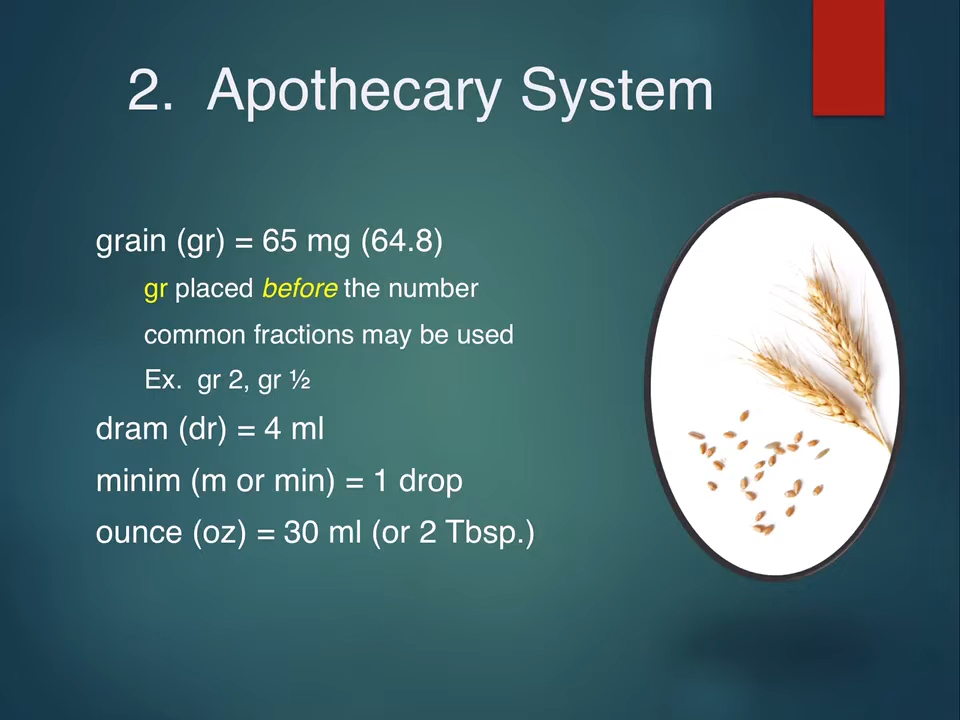 2. Apothecary System
grain (gr) = 65 mg (64.8)
gr placed before the number
common fractions may be used
Ex. gr 2, gr ½
dram (dr) = 4 ml
minim (m or min) = 1 drop
ounce (oz) = 30 ml (or 2 Tbsp.)